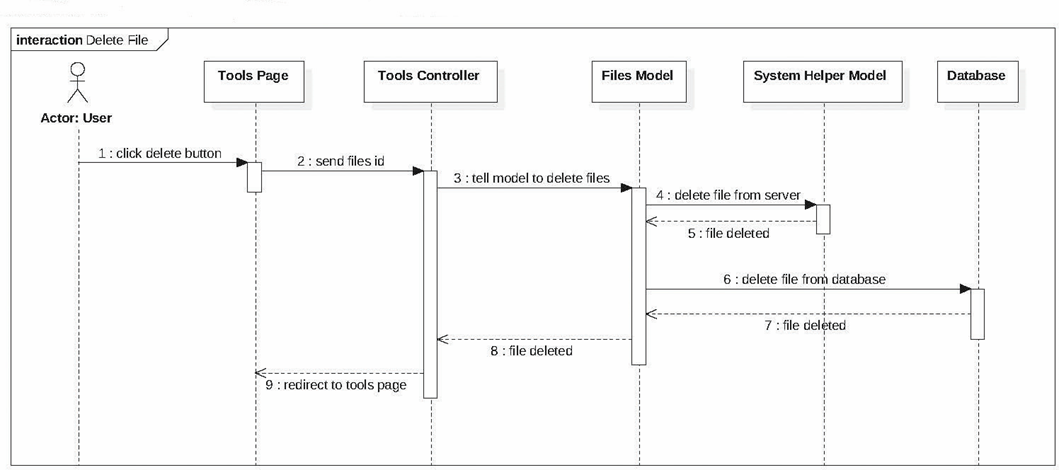 interaction Delete File
Tools Page
Tools Controller
Files Model
System Helper Model
Database
Actor: User
1 : click delete button
2 : send files id
3 : tell model to delete files
4 : delete file from server
5 : file deleted
6 : delete file from database
7 : file deleted
8 : file deleted
9 : redirect to tools page